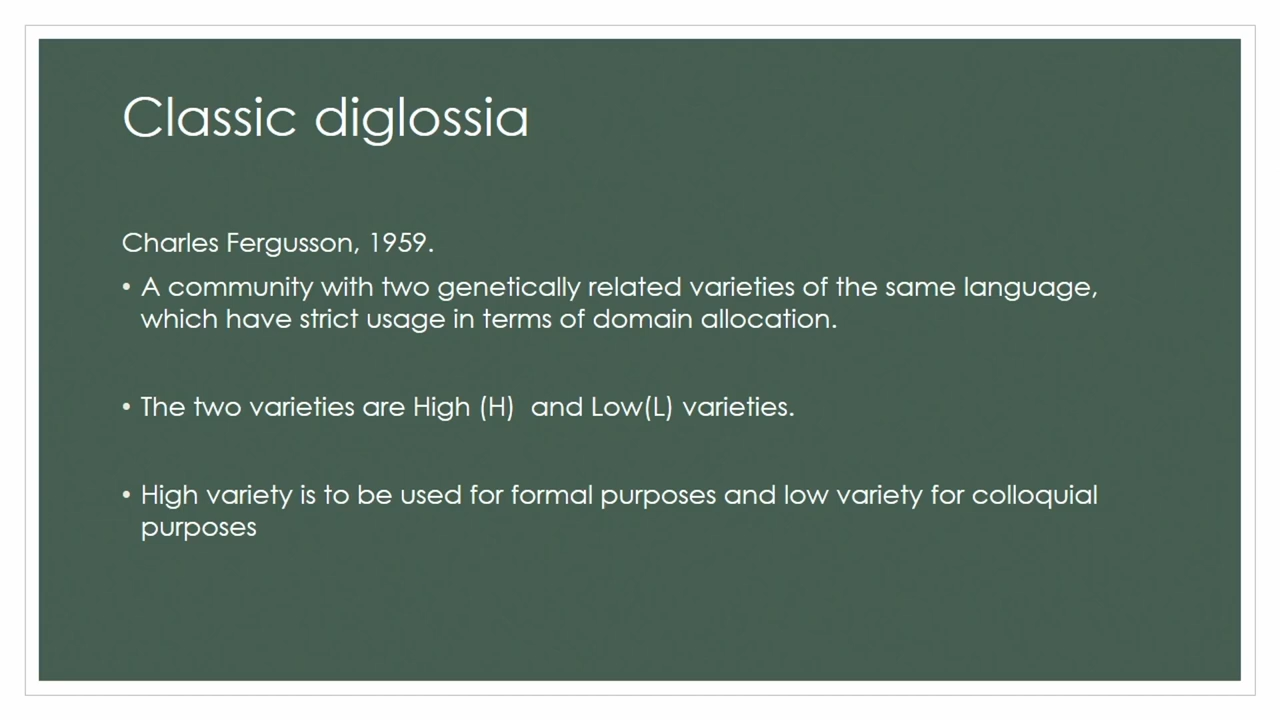 Classic diglossia
Charles Fergusson, 1959.
• A community with two genetically related varieties of the same language,
which have strict usage in terms of domain allocation.
• The two varieties are High (H)  and Low(L) varieties.
• High variety is to be used for formal purposes and low variety for colloquial
purposes